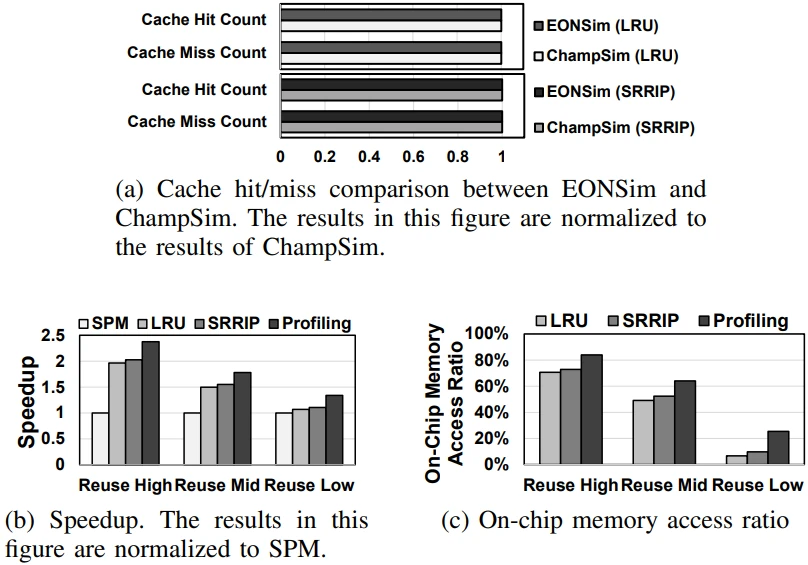 Cache Hit Count
Cache Miss Count
Cache Hit Count
Cache Miss Count
EONSim (LRU)
ChampSim (LRU)
EONSim (SRRIP)
ChampSim (SRRIP)
0 0.2 0.4 0.6 0.8 1
(a) Cache hit/miss comparison between EONSim and
ChampSim. The results in this figure are normalized to
the results of ChampSim.
SPM LRU SRRIP Profiling
Speedup
2.5
2
1.5
1
0.5
0
Reuse High Reuse Mid Reuse Low
(b) Speedup. The results in this
figure are normalized to SPM.
LRU SRRIP Profiling
On-Chip Memory
Access Ratio
100%
80%
60%
40%
20%
0%
Reuse High Reuse Mid Reuse Low
(c) On-chip memory access ratio